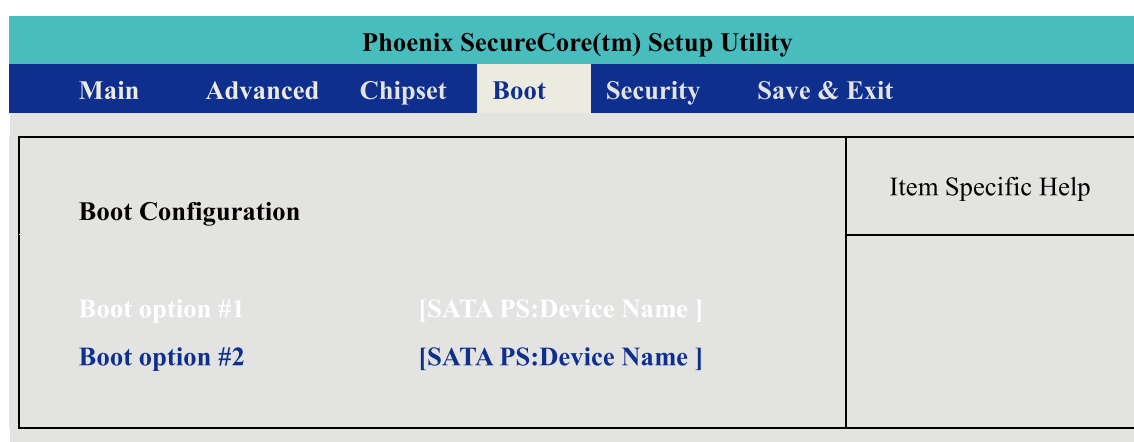 Phoenix SecureCore(tm) Setup Utility
Main Advanced Chipset Boot Security Save & Exit
Item Specific Help
Boot Configuration
Boot option #1 [SATA PS:Device Name ]
Boot option #2 [SATA PS:Device Name ]